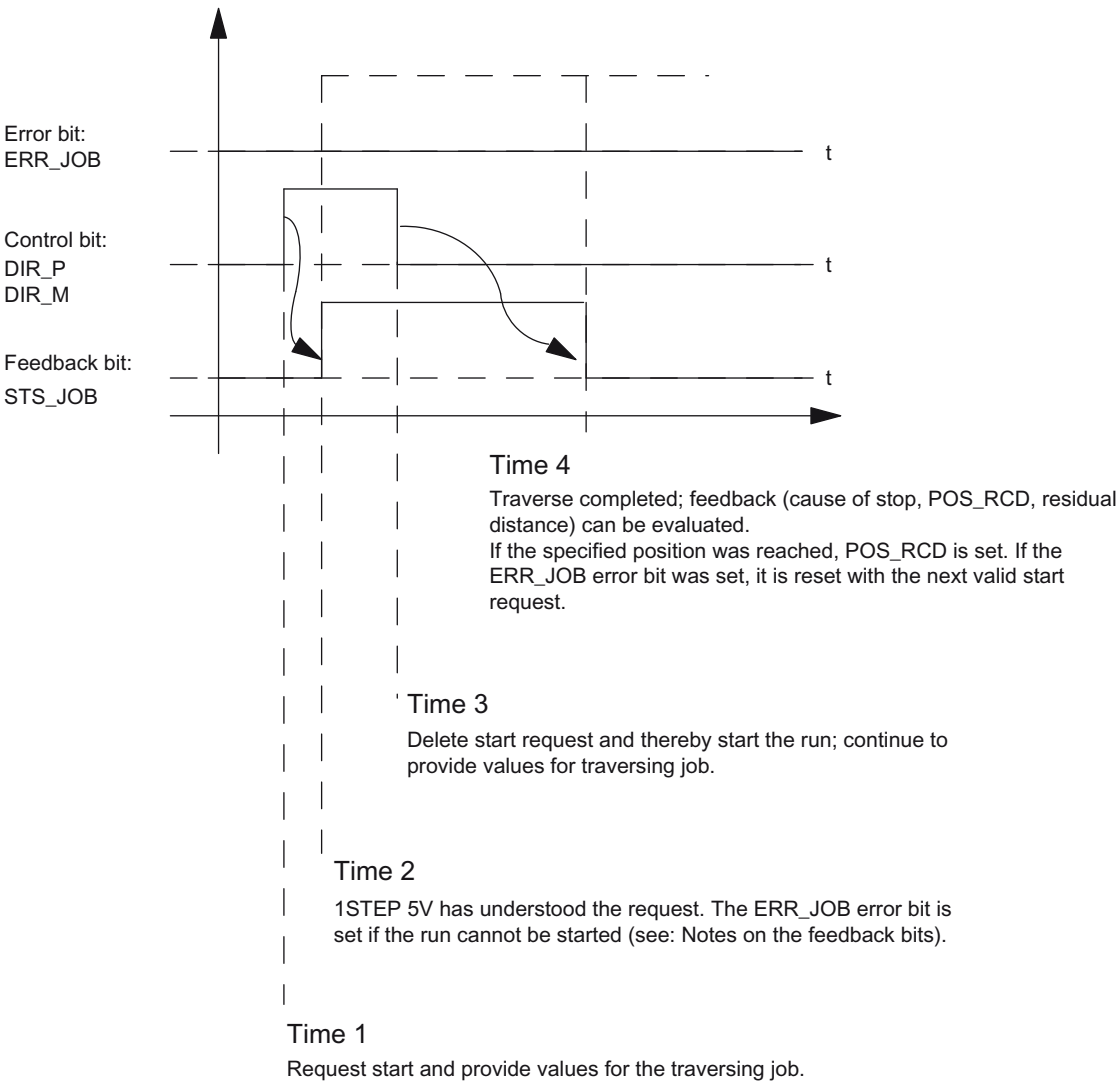 Error bit:
ERR_JOB
t
Control bit:
DIR_P
DIR_M
t
Feedback bit:
STS_JOB
t
Time 4
Traverse completed; feedback (cause of stop, POS_RCD, residual
distance) can be evaluated.
If the specified position was reached, POS_RCD is set. If the
ERR_JOB error bit was set, it is reset with the next valid start
request.
Time 3
Delete start request and thereby start the run; continue to
provide values for traversing job.
Time 2
1STEP 5V has understood the request. The ERR_JOB error bit is
set if the run cannot be started (see: Notes on the feedback bits).
Time 1
Request start and provide values for the traversing job.